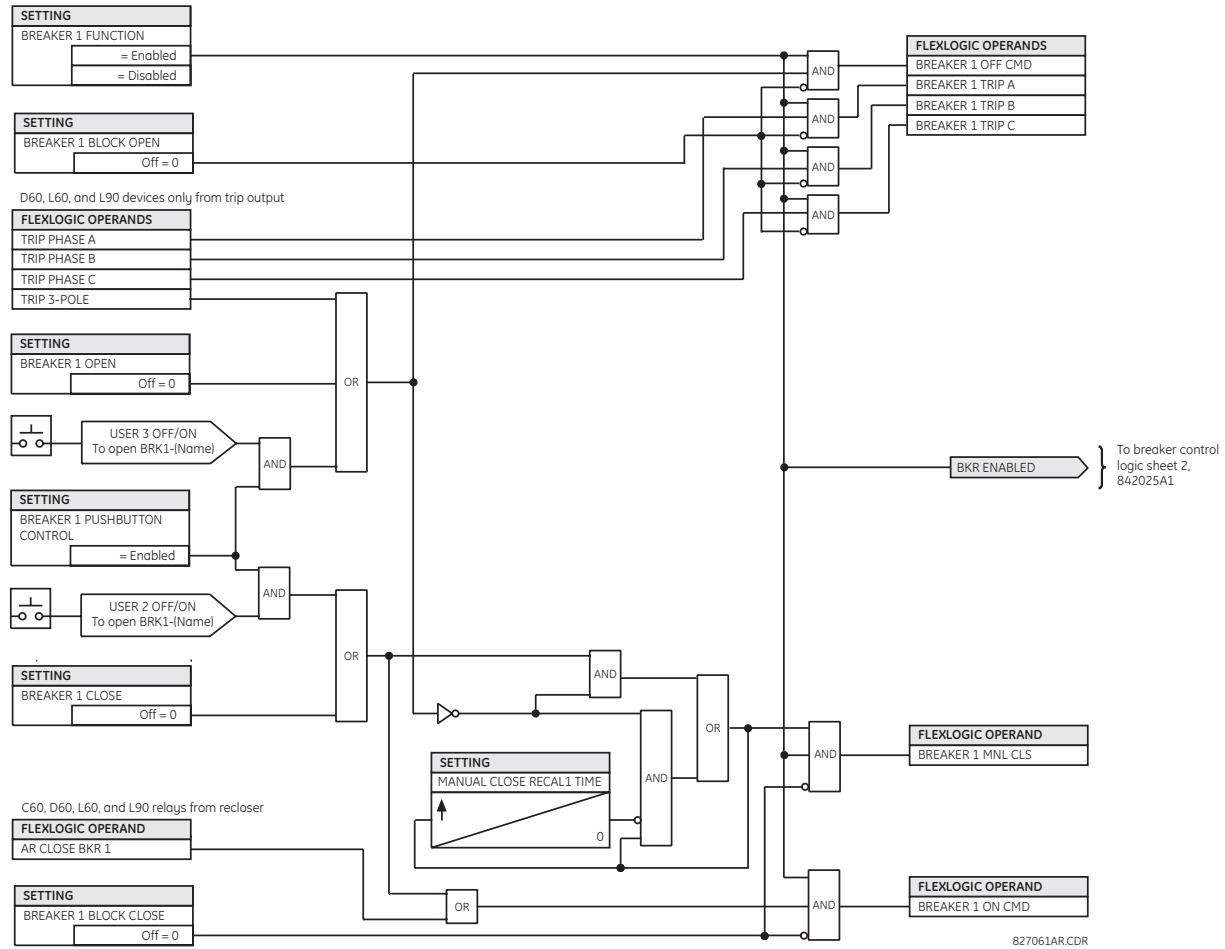 SETTING
BREAKER 1 FUNCTION
= Enabled
= Disabled
SETTING
BREAKER 1 BLOCK OPEN
Off = 0
D60, L60, and L90 devices only from trip output
FLEXLOGIC OPERANDS
TRIP PHASE A
TRIP PHASE B
TRIP PHASE C
TRIP 3-POLE
SETTING
BREAKER 1 OPEN
Off = 0
USER 3 OFF/ON
To open BRK1-(Name)
AND
SETTING
BREAKER 1 PUSHBUTTON
CONTROL
= Enabled
USER 2 OFF/ON
To open BRK1-(Name)
AND
SETTING
BREAKER 1 CLOSE
Off = 0
C60, D60, L60, and L90 relays from recloser
FLEXLOGIC OPERAND
AR CLOSE BKR 1
SETTING
BREAKER 1 BLOCK CLOSE
Off = 0
OR
OR
OR
SETTING
MANUAL CLOSE RECAL1 TIME
0
AND
AND
OR
AND
AND
AND
AND
AND
AND
FLEXLOGIC OPERANDS
BREAKER 1 OFF CMD
BREAKER 1 TRIP A
BREAKER 1 TRIP B
BREAKER 1 TRIP C
BKR ENABLED
To breaker control
logic sheet 2,
842025A1
FLEXLOGIC OPERAND
BREAKER 1 MNL CLS
FLEXLOGIC OPERAND
BREAKER 1 ON CMD
827061AR.CDR